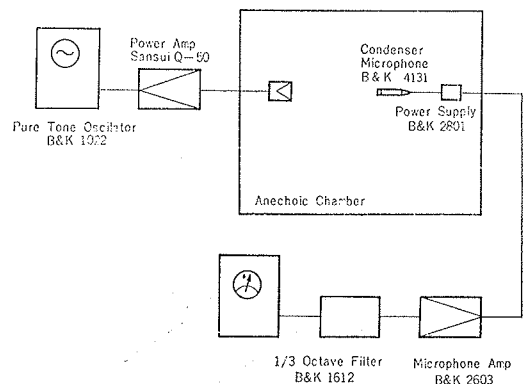 Power Amp
Sansui Q-50
Pure Tone Oscilator
B&K 1022
Condenser
Microphone
B & K 4131
Power Supply
B&K 2801
Anechoic Chamber
1/3 Octave Filter
B&K 1612
Microphone Amp
B&K 2603